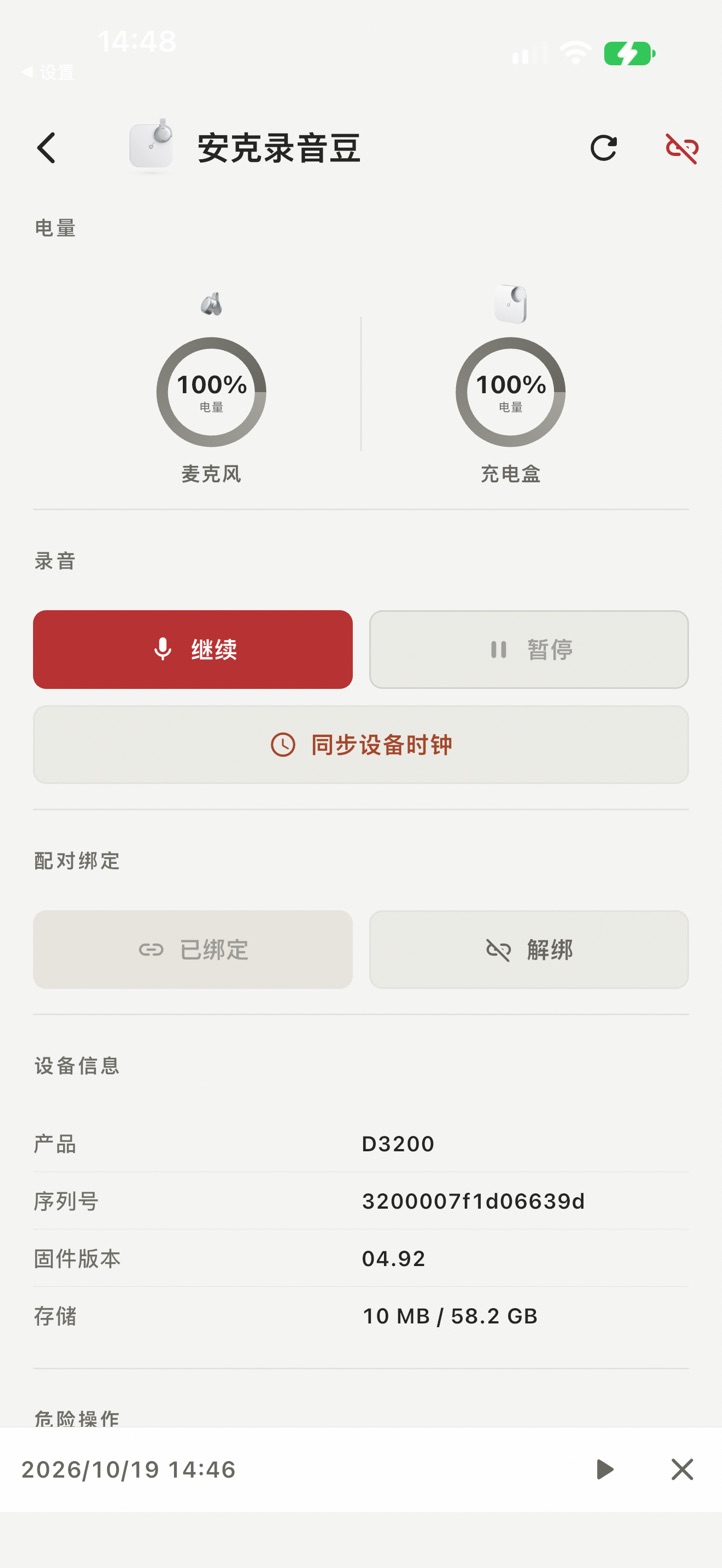 14:48
◀ 设置
安克录音豆
电量
100%
电量
麦克风
100%
电量
充电盒
录音
继续
暂停
同步设备时钟
配对绑定
已绑定
解绑
设备信息
产品 D3200
序列号 3200007f1d06639d
固件版本 04.92
存储 10 MB / 58.2 GB
危险操作
2026/10/19 14:46